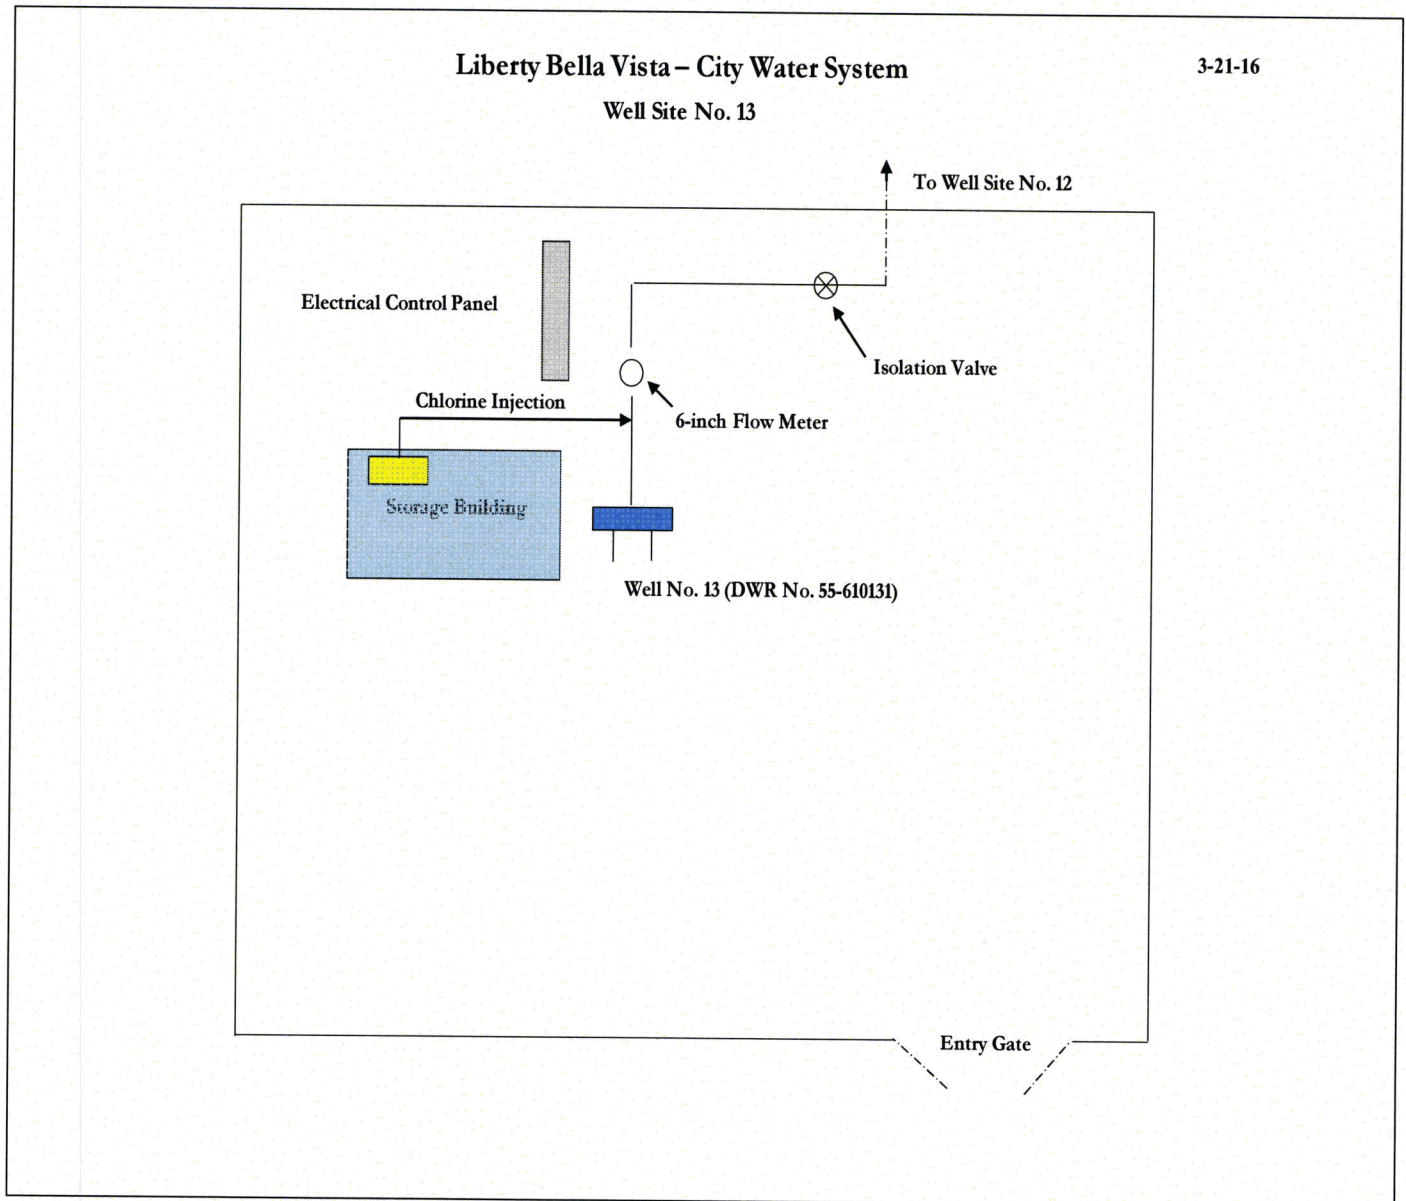 Liberty Bella Vista – City Water System
3-21-16
Well Site No. 13
To Well Site No. 12
Electrical Control Panel
Isolation Valve
Chlorine Injection
6-inch Flow Meter
Storage Building
Well No. 13 (DWR No. 55-610131)
Entry Gate